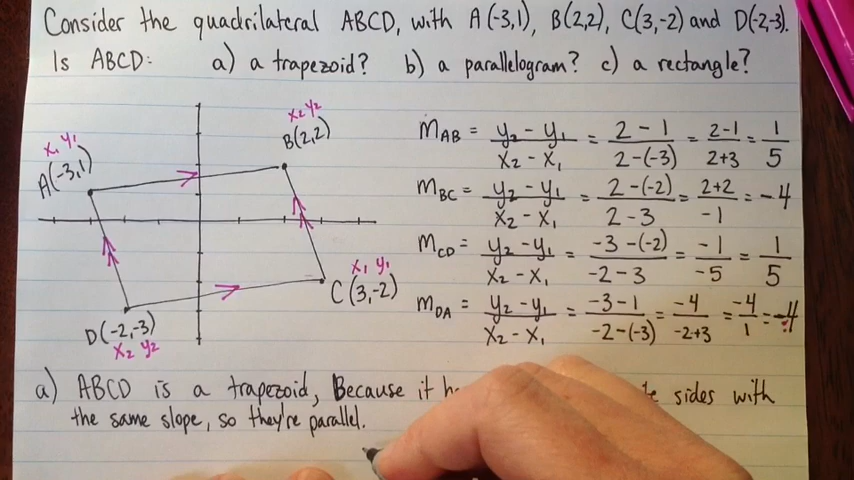 Consider the quadrilateral ABCD, with A(-3,1), B(2,2), C(3,-2) and D(-2,-3).
Is ABCD: a) a trapezoid? b) a parallelogram? c) a rectangle?
x₁ y₁
A(-3,1)
x₂ y₂
B(2,2)
x₁ y₁
C(3,-2)
D(-2,-3)
x₂ y₂
m_AB = (y₂ - y₁)/(x₂ - x₁) = (2 - 1)/(2 - (-3)) = (2-1)/(2+3) = 1/5
m_BC = (y₂ - y₁)/(x₂ - x₁) = (2 - (-2))/(2 - 3) = (2+2)/(-1) = -4
m_CD = (y₂ - y₁)/(x₂ - x₁) = (-3 - (-2))/(-2 - 3) = (-1)/(-5) = 1/5
m_DA = (y₂ - y₁)/(x₂ - x₁) = (-3 - 1)/(-2 - (-3)) = (-4)/(-2+3) = (-4)/1 = -4
a) ABCD is a trapezoid, Because it sides with
the same slope, so they're parallel.